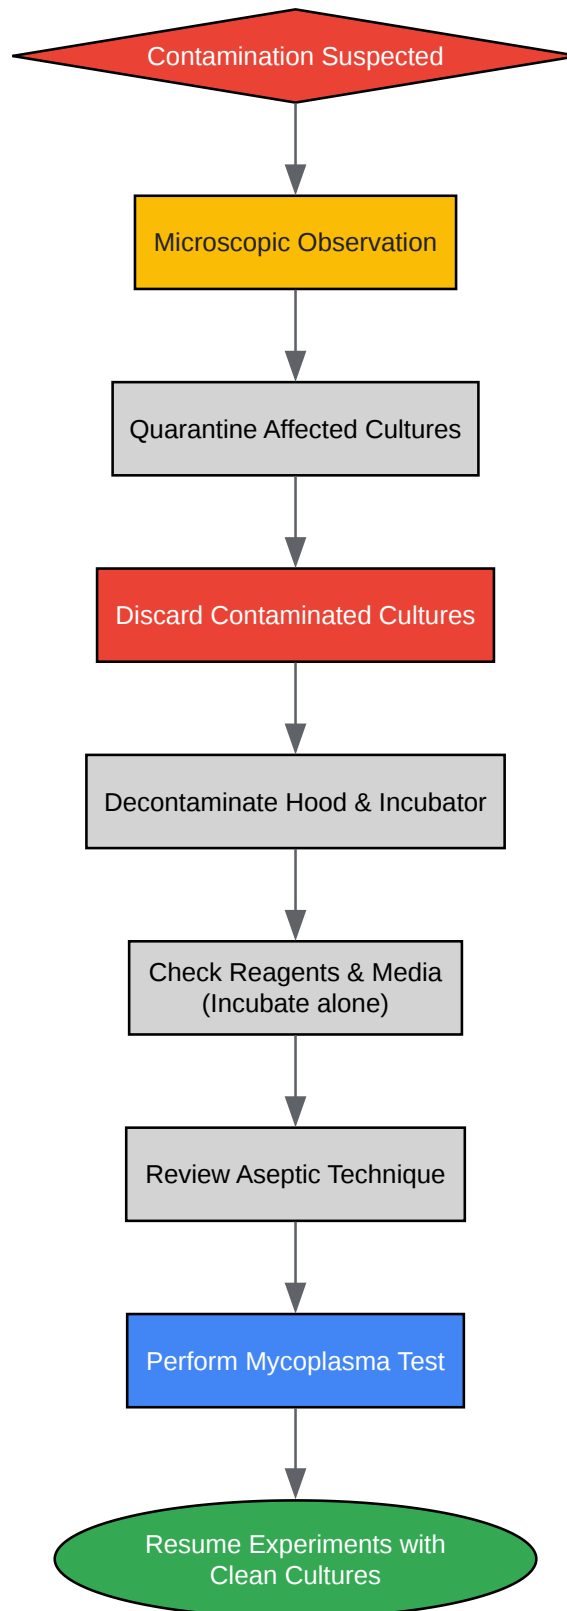 Contamination Suspected
Microscopic Observation
Quarantine Affected Cultures
Discard Contaminated Cultures
Decontaminate Hood & Incubator
Check Reagents & Media
(Incubate alone)
Review Aseptic Technique
Perform Mycoplasma Test
Resume Experiments with
Clean Cultures